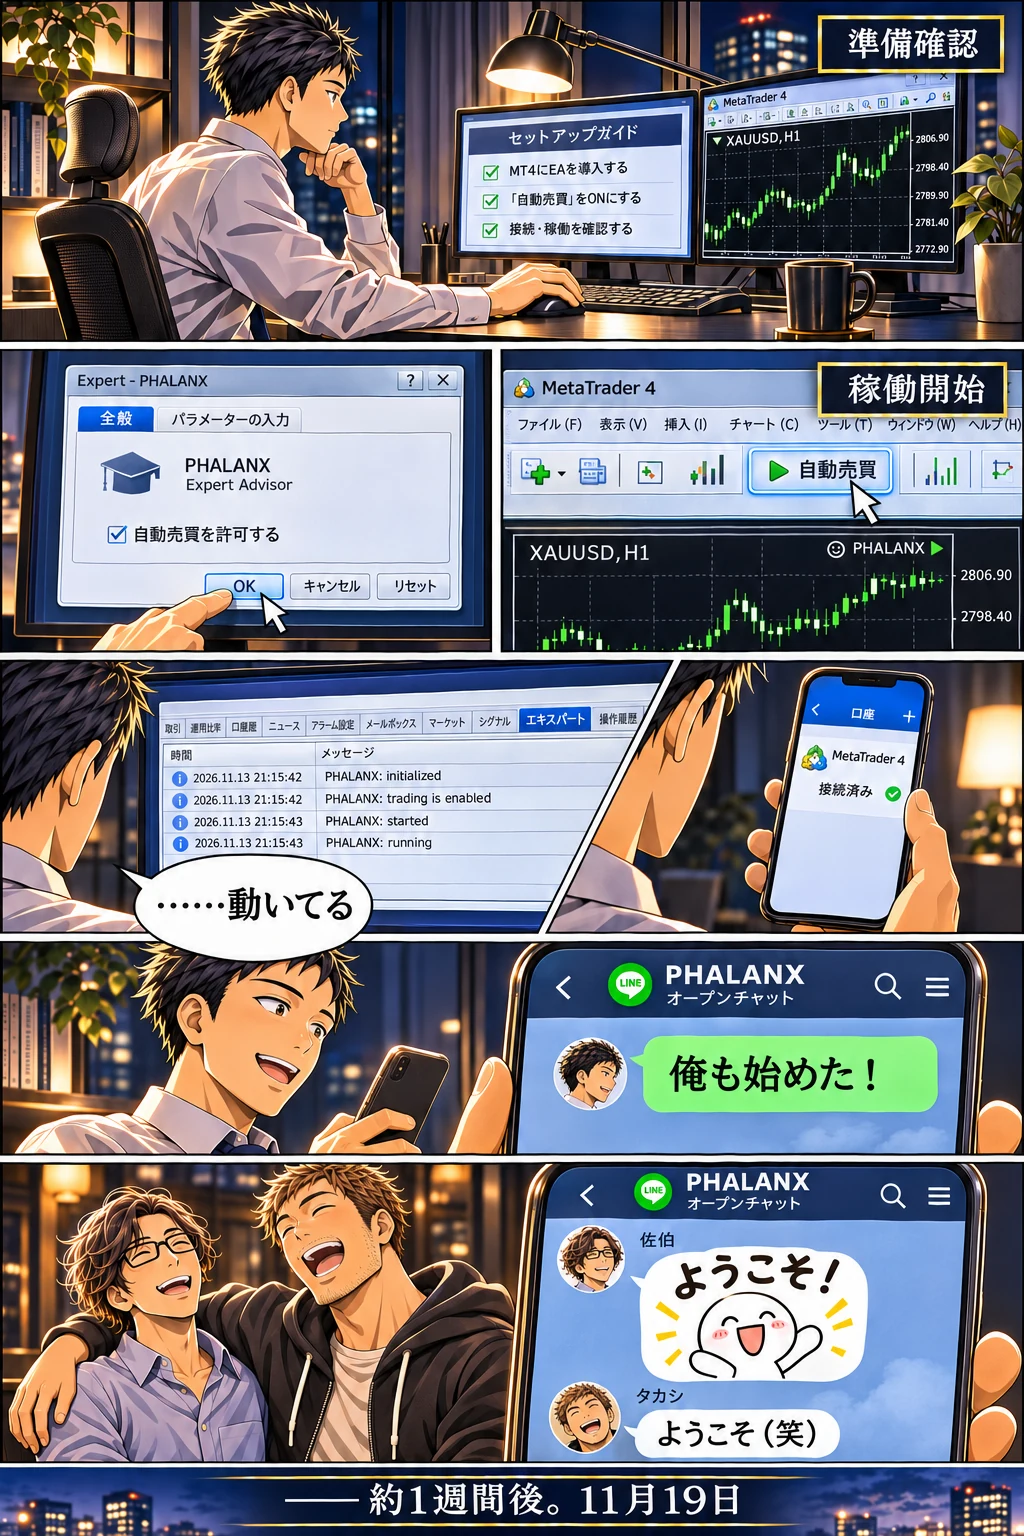 準備確認
セットアップガイド
MT4にEAを導入する
「自動売買」をONにする
接続・稼働を確認する
MetaTrader 4
? ×
XAUUSD,H1
2806.90
2798.40
2789.90
2781.40
2772.90
Expert - PHALANX
? ×
全般
パラメーターの入力
PHALANX
Expert Advisor
自動売買を許可する
OK
キャンセル
リセット
稼働開始
MetaTrader 4
ファイル (F) 表示 (V) 挿入 (I) チャート (C) ツール (T) ウィンドウ (W) ヘルプ (H)
自動売買
XAUUSD,H1
PHALANX
2806.90
2798.40
取引 運用比率 口座履歴 ニュース アラーム設定 メールボックス マーケット シグナル エキスパート 操作履歴
時間 メッセージ
2026.11.13 21:15:42 PHALANX: initialized
2026.11.13 21:15:42 PHALANX: trading is enabled
2026.11.13 21:15:43 PHALANX: started
2026.11.13 21:15:43 PHALANX: running
……動いてる
口座
MetaTrader 4
接続済み
LINE
PHALANX
オープンチャット
俺も始めた！
LINE
PHALANX
オープンチャット
佐伯
ようこそ！
タカシ
ようこそ（笑）
―― 約1週間後。11月19日